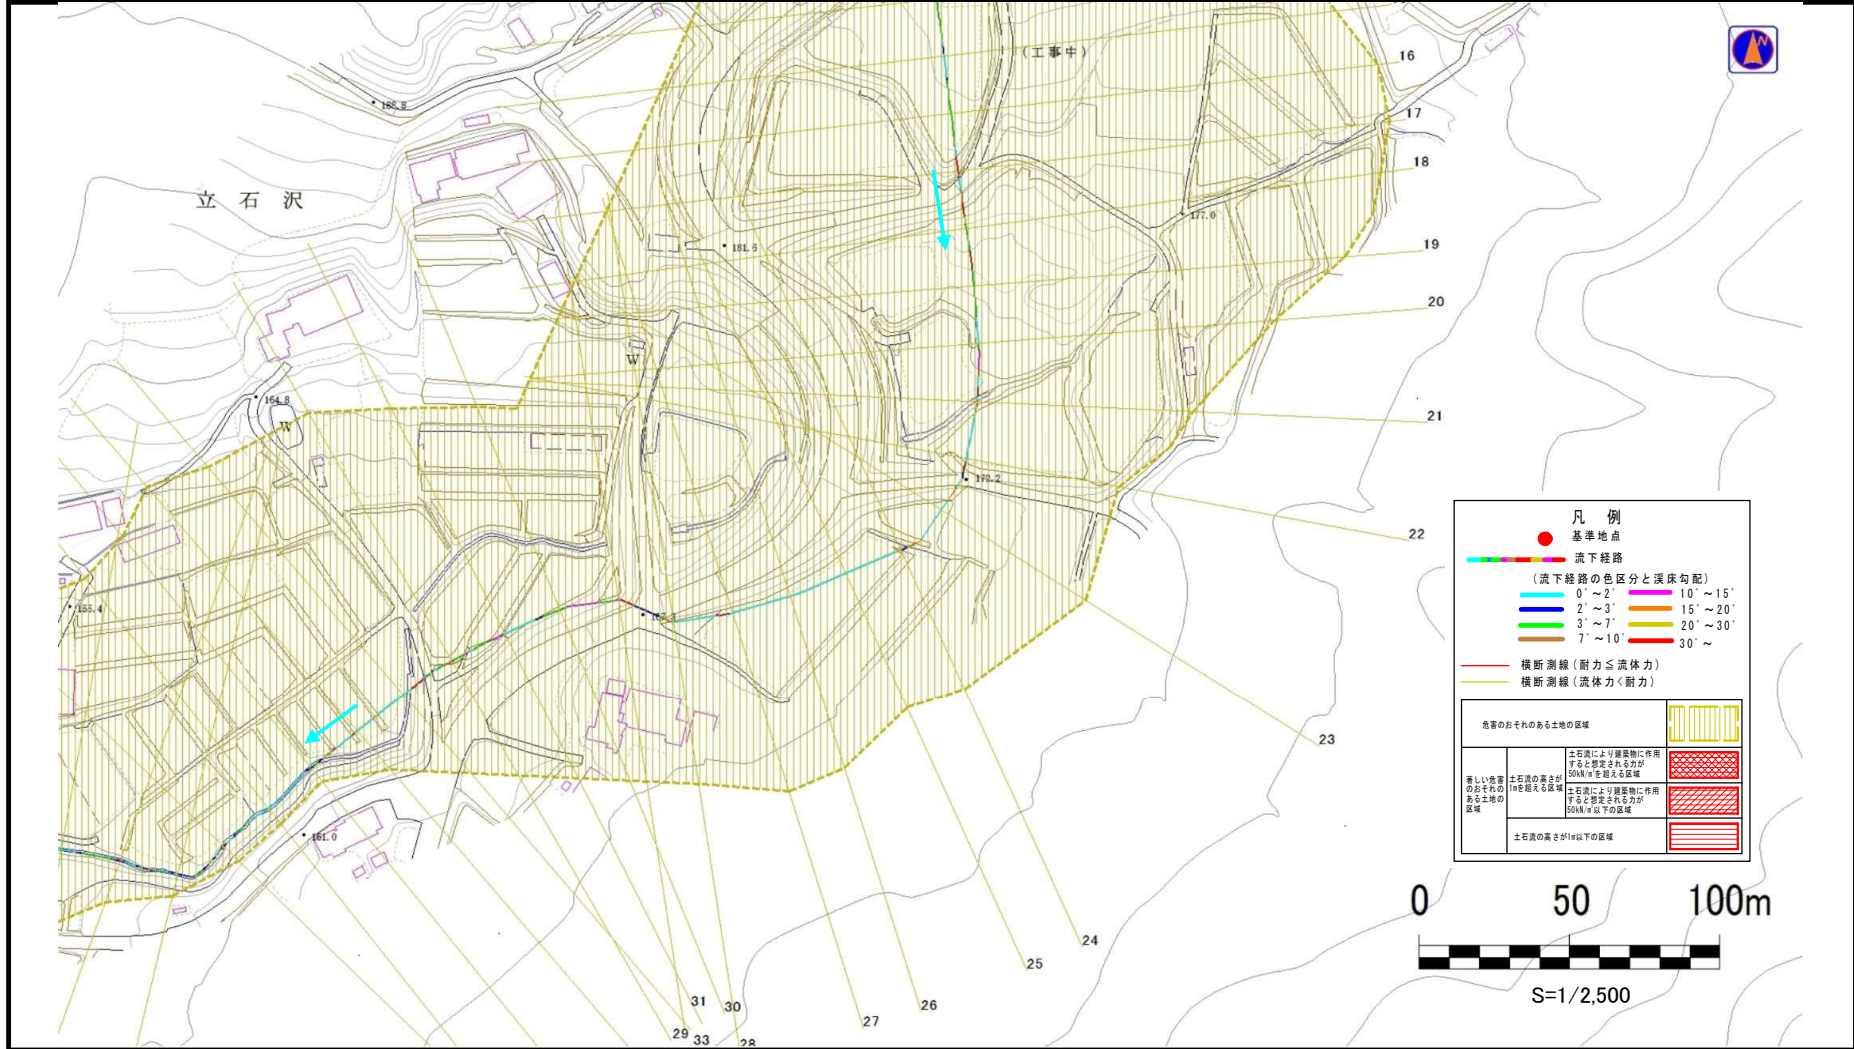 (工事中)
N
16
188.8
17
18
立石沢
177.0
181.6
19
20
W
164.8
W
21
22
155.4
23
161.0
24
25
31
30
26
27
29
33
28
凡 例
基準地点
流下経路
(流下経路の色区分と渓床勾配)
0°~2° 10°~15°
2°~3° 15°~20°
3°~7° 20°~30°
7°~10° 30°~
横断測線(耐力≦流体力)
横断測線(流体力<耐力)
危害のおそれのある土地の区域
著しい危害
のおそれの
ある土地の
区域
土石流の高さが
1mを超える区域
土石流により建築物に作用
すると想定される力が
50kN/㎡を超える区域
土石流により建築物に作用
すると想定される力が
50kN/㎡以下の区域
土石流の高さが1m以下の区域
0 50 100m
S=1/2,500